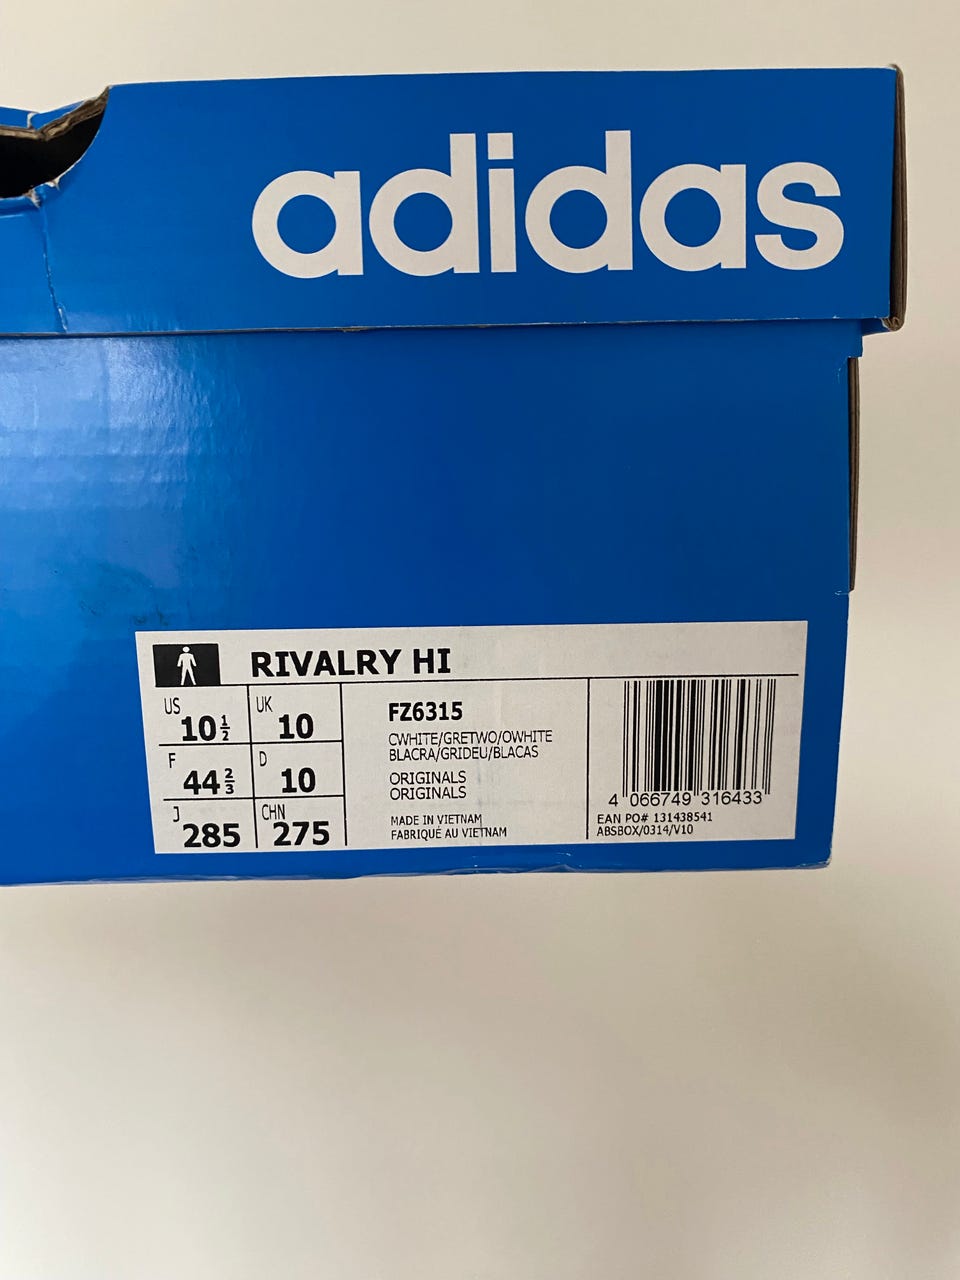 adidas
RIVALRY HI
US 10½ UK 10
F 44⅔ D 10
J 285 CHN 275
FZ6315
CWHITE/GRETWO/OWHITE
BLACRA/GRIDEU/BLACAS
ORIGINALS
ORIGINALS
MADE IN VIETNAM
FABRIQUÉ AU VIETNAM
4 066749 316433
EAN PO# 131438541
ABSBOX/0314/V10